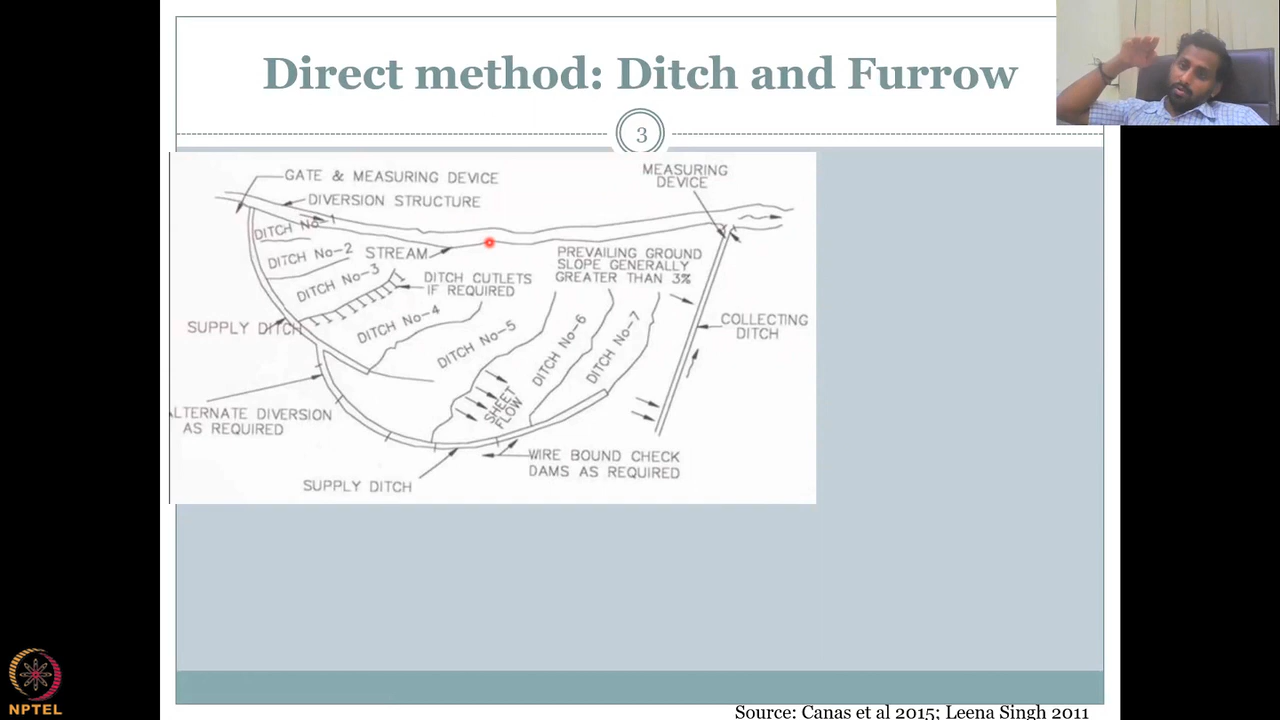 Direct method: Ditch and Furrow
3
GATE & MEASURING DEVICE
MEASURING
DEVICE
DIVERSION STRUCTURE
DITCH No-1
DITCH No-2
STREAM
PREVAILING GROUND
SLOPE GENERALLY
GREATER THAN 3%
DITCH No-3
DITCH CUTLETS
IF REQUIRED
SUPPLY DITCH
DITCH No-4
DITCH No-5
DITCH No-6
DITCH No-7
COLLECTING
DITCH
SHEET
FLOW
LTERNATE DIVERSION
AS REQUIRED
WIRE BOUND CHECK
DAMS AS REQUIRED
SUPPLY DITCH
NPTEL
Source: Canas et al 2015; Leena Singh 2011